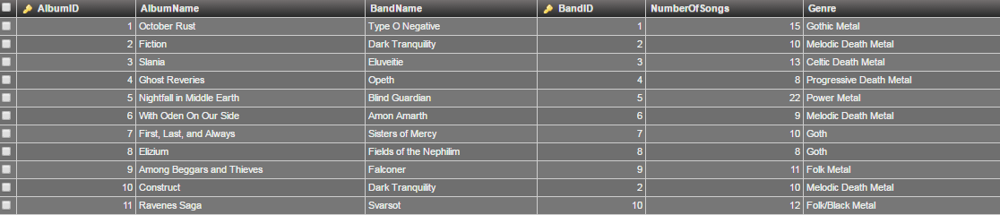 AlbumID AlbumName BandName BandID NumberOfSongs Genre
1 October Rust Type O Negative 1 15 Gothic Metal
2 Fiction Dark Tranquility 2 10 Melodic Death Metal
3 Slania Eluveitie 3 13 Celtic Death Metal
4 Ghost Reveries Opeth 4 8 Progressive Death Metal
5 Nightfall in Middle Earth Blind Guardian 5 22 Power Metal
6 With Oden On Our Side Amon Amarth 6 9 Melodic Death Metal
7 First, Last, and Always Sisters of Mercy 7 10 Goth
8 Elizium Fields of the Nephilim 8 8 Goth
9 Among Beggars and Thieves Falconer 9 11 Folk Metal
10 Construct Dark Tranquility 2 10 Melodic Death Metal
11 Ravenes Saga Svarsot 10 12 Folk/Black Metal